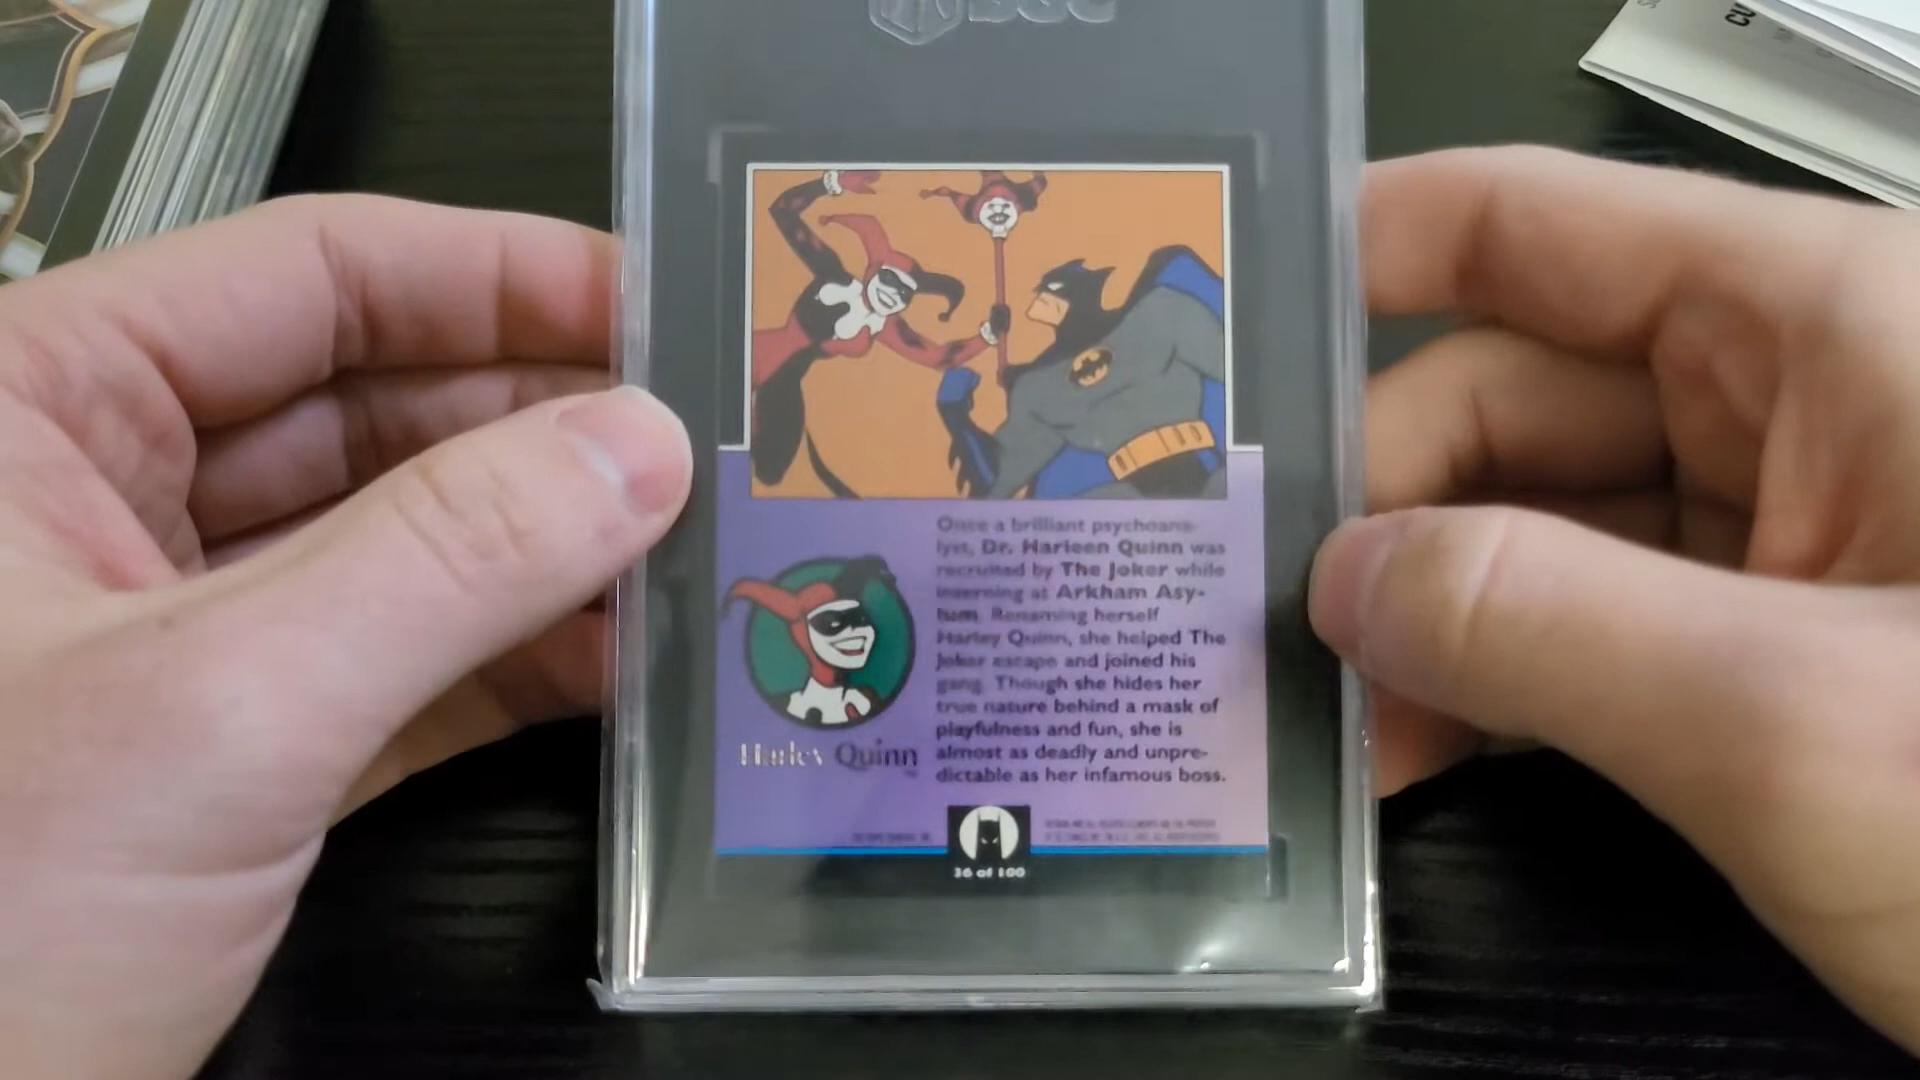 CU
Once a brilliant psychoana-
lyst, Dr. Harleen Quinn was
recruited by The Joker while
interning at Arkham Asy-
lum. Renaming herself
Harley Quinn, she helped The
Joker escape and joined his
gang. Though she hides her
true nature behind a mask of
playfulness and fun, she is
almost as deadly and unpre-
dictable as her infamous boss.
Harley Quinn
36 of 100